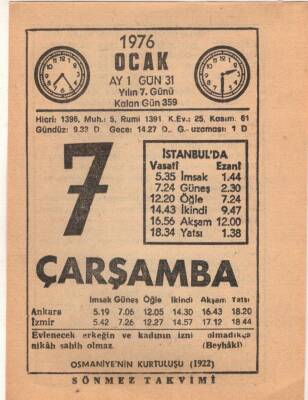 1976
OCAK
AY 1 GÜN 31
Yılın 7. Günü
Kalan Gün 359
Hicri: 1396, Muh.: 5, Rumi 1391 K.Ev.: 25, Kasım. 61
Gündüz: 9.33 D Gece: 14.27 D., G.-uzaması: 1 D
7
İSTANBUL'DA
Vasatî Ezanî
5.35 İmsak 1.44
7.24 Güneş 2.30
12.20 Öğle 7.24
14.43 İkindi 9.47
16.56 Akşam 12.00
18.34 Yatsı 1.38
ÇARŞAMBA
İmsak Güneş Öğle İkindi Akşam Yatsı
Ankara 5.19 7.06 12.05 14.30 16.43 18.20
İzmir 5.42 7.26 12.27 14.57 17.12 18.44
Evlenecek erkeğin ve kadının izni olmadıkça
nikâh sahih olmaz. (Beyhâki)
OSMANİYE'NİN KURTULUŞU (1922)
SÖNMEZ TAKVİMİ